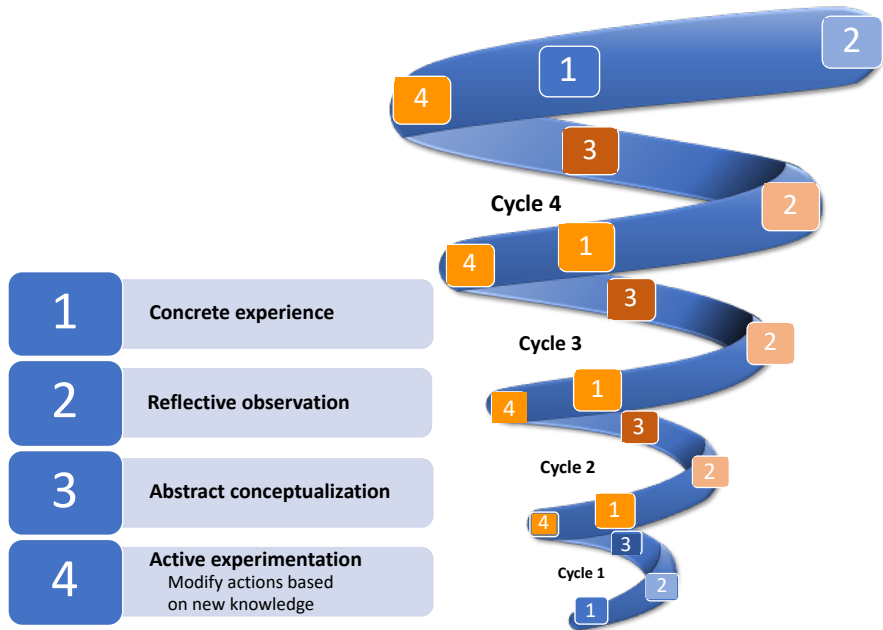 1
2
4
3
Cycle 4
2
1
4
3
Cycle 3
2
1
4
3
Cycle 2
2
1
4
3
Cycle 1
2
1
1
Concrete experience
2
Reflective observation
3
Abstract conceptualization
4
Active experimentation
Modify actions based
on new knowledge